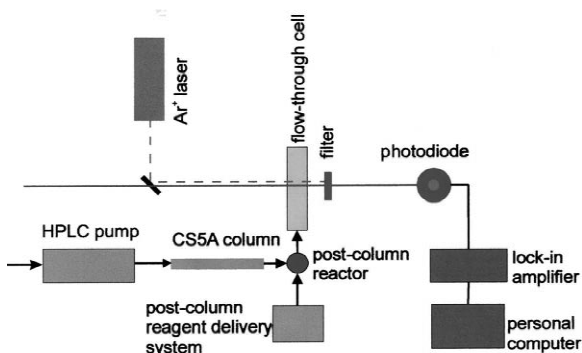 Ar+ laser
flow-through cell
filter
photodiode
HPLC pump
CS5A column
post-column
reactor
lock-in
amplifier
post-column
reagent delivery
system
personal
computer